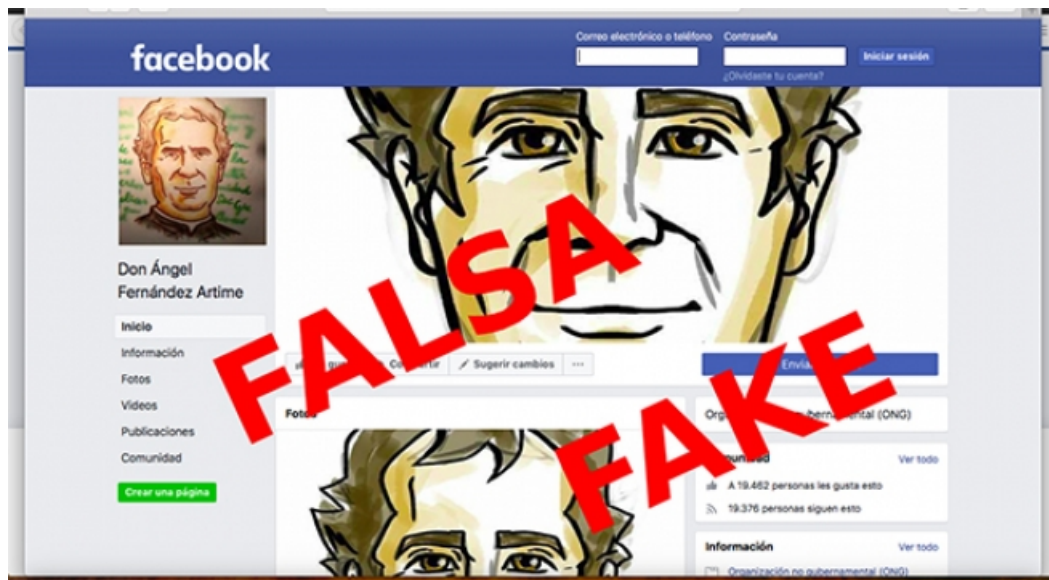 facebook
Correo electrónico o teléfono
Contraseña
Iniciar sesión
¿Olvidaste tu cuenta?
Don Ángel
Fernández Artime
Inicio
Información
Fotos
Videos
Publicaciones
Comunidad
Crear una página
Sugerir cambios
FALSA
FAKE
Fotos
(ONG)
Ver todo
A 19.462 personas les gusta esto
19.376 personas siguen esto
Información
Ver todo
Organización no gubernamental (ONG)